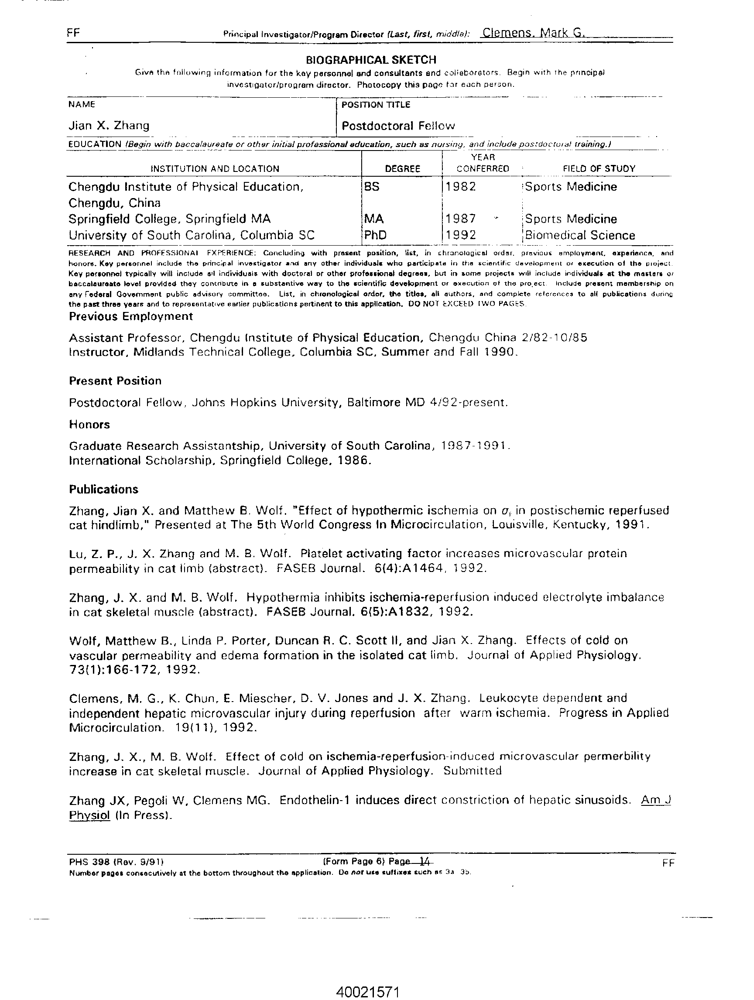 FF
Principal Investigator/Program Director (Last, first, middle): Clemens, Mark G.
BIOGRAPHICAL SKETCH
Give the following information for the key personnel and consultants and collaborators. Begin with the principal
investigator/program director. Photocopy this page for each person.
NAME
POSITION TITLE
Jian X. Zhang
Postdoctoral Fellow
EDUCATION (Begin with baccalaureate or other initial professional education, such as nursing, and include postdoctoral training.)
INSTITUTION AND LOCATION
DEGREE
YEAR
CONFERRED
FIELD OF STUDY
Chengdu Institute of Physical Education, BS 1982 Sports Medicine
Chengdu, China
Springfield College, Springfield MA MA 1987 Sports Medicine
University of South Carolina, Columbia SC PhD 1992 Biomedical Science
RESEARCH AND PROFESSIONAL EXPERIENCE: Concluding with present position, list, in chronological order, previous employment, experience, and
honors. Key personnel include the principal investigator and any other individuals who participate in the scientific development or execution of the project.
Key personnel typically will include all individuals with doctoral or other professional degrees, but in some projects will include individuals at the masters or
baccalaureate level provided they contribute in a substantive way to the scientific development or execution of the project. Include present membership on
any Federal Government public advisory committee. List, in chronological order, the titles, all authors, and complete references to all publications during
the past three years and to representative earlier publications pertinent to this application. DO NOT EXCEED TWO PAGES.
Previous Employment
Assistant Professor, Chengdu Institute of Physical Education, Chengdu China 2/82-10/85
Instructor, Midlands Technical College, Columbia SC, Summer and Fall 1990.
Present Position
Postdoctoral Fellow, Johns Hopkins University, Baltimore MD 4/92-present.
Honors
Graduate Research Assistantship, University of South Carolina, 1987-1991.
International Scholarship, Springfield College, 1986.
Publications
Zhang, Jian X. and Matthew B. Wolf. "Effect of hypothermic ischemia on σ, in postischemic reperfused
cat hindlimb," Presented at The 5th World Congress In Microcirculation, Louisville, Kentucky, 1991.
Lu, Z. P., J. X. Zhang and M. B. Wolf. Platelet activating factor increases microvascular protein
permeability in cat limb (abstract). FASEB Journal. 6(4):A1464, 1992.
Zhang, J. X. and M. B. Wolf. Hypothermia inhibits ischemia-reperfusion induced electrolyte imbalance
in cat skeletal muscle (abstract). FASEB Journal. 6(5):A1832, 1992.
Wolf, Matthew B., Linda P. Porter, Duncan R. C. Scott II, and Jian X. Zhang. Effects of cold on
vascular permeability and edema formation in the isolated cat limb. Journal of Applied Physiology.
73(1):166-172, 1992.
Clemens, M. G., K. Chun, E. Miescher, D. V. Jones and J. X. Zhang. Leukocyte dependent and
independent hepatic microvascular injury during reperfusion after warm ischemia. Progress in Applied
Microcirculation. 19(11), 1992.
Zhang, J. X., M. B. Wolf. Effect of cold on ischemia-reperfusion-induced microvascular permerbility
increase in cat skeletal muscle. Journal of Applied Physiology. Submitted
Zhang JX, Pegoli W, Clemens MG. Endothelin-1 induces direct constriction of hepatic sinusoids. Am J
Physiol (In Press).
PHS 398 (Rev. 9/91)
(Form Page 6) Page 14
FF
Number pages consecutively at the bottom throughout the application. Do not use suffixes such as 3a, 3b.
40021571